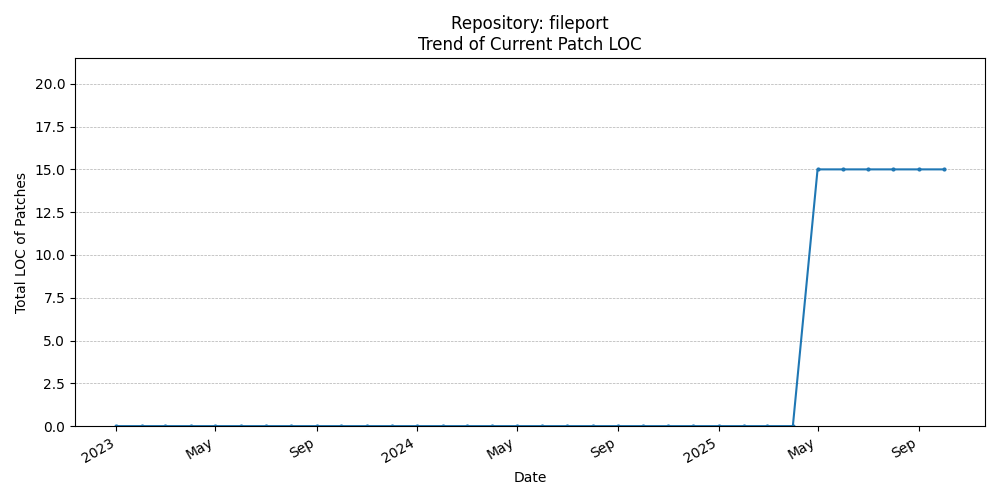 Repository: fileport
Trend of Current Patch LOC
Total LOC of Patches
20.0
17.5
15.0
12.5
10.0
7.5
5.0
2.5
0.0
2023
May
Sep
2024
May
Sep
2025
May
Sep
Date